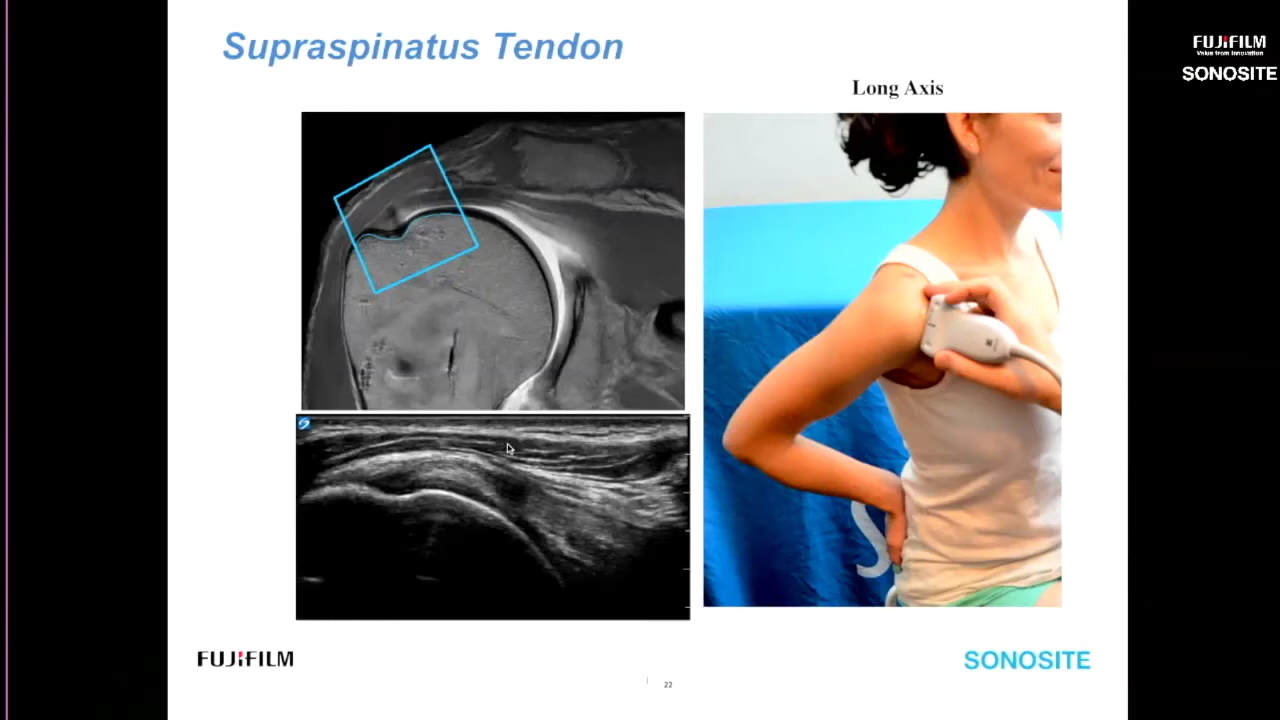 Supraspinatus Tendon
FUJIFILM
Value from Innovation
SONOSITE
Long Axis
FUJIFILM
SONOSITE
22